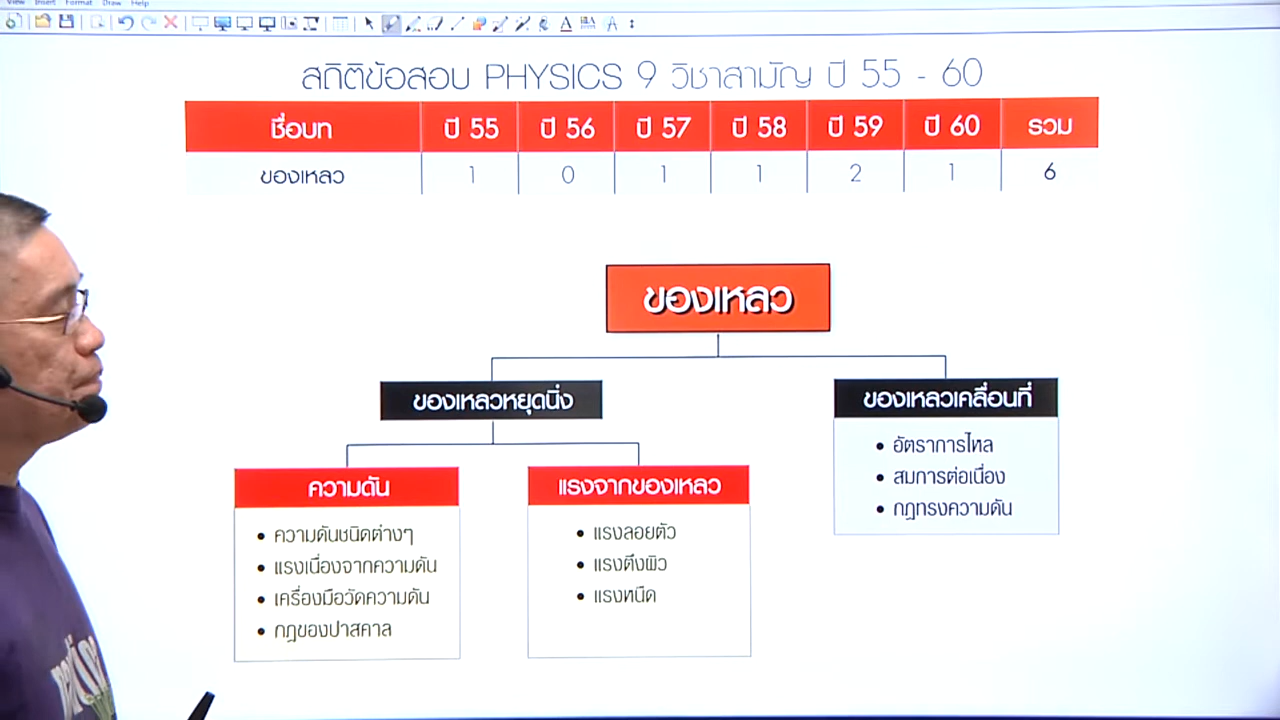 View Insert Format Draw Help
สถิติข้อสอบ PHYSICS 9 วิชาสามัญ ปี 55 - 60
ชื่อบท ปี 55 ปี 56 ปี 57 ปี 58 ปี 59 ปี 60 รวม
ของเหลว 1 0 1 1 2 1 6
ของเหลว
ของเหลวหยุดนิ่ง
ของเหลวเคลื่อนที่
• อัตราการไหล
• สมการต่อเนื่อง
• กฎทรงความดัน
ความดัน
• ความดันชนิดต่างๆ
• แรงเนื่องจากความดัน
• เครื่องมือวัดความดัน
• กฎของปาสคาล
แรงจากของเหลว
• แรงลอยตัว
• แรงตึงผิว
• แรงหนืด